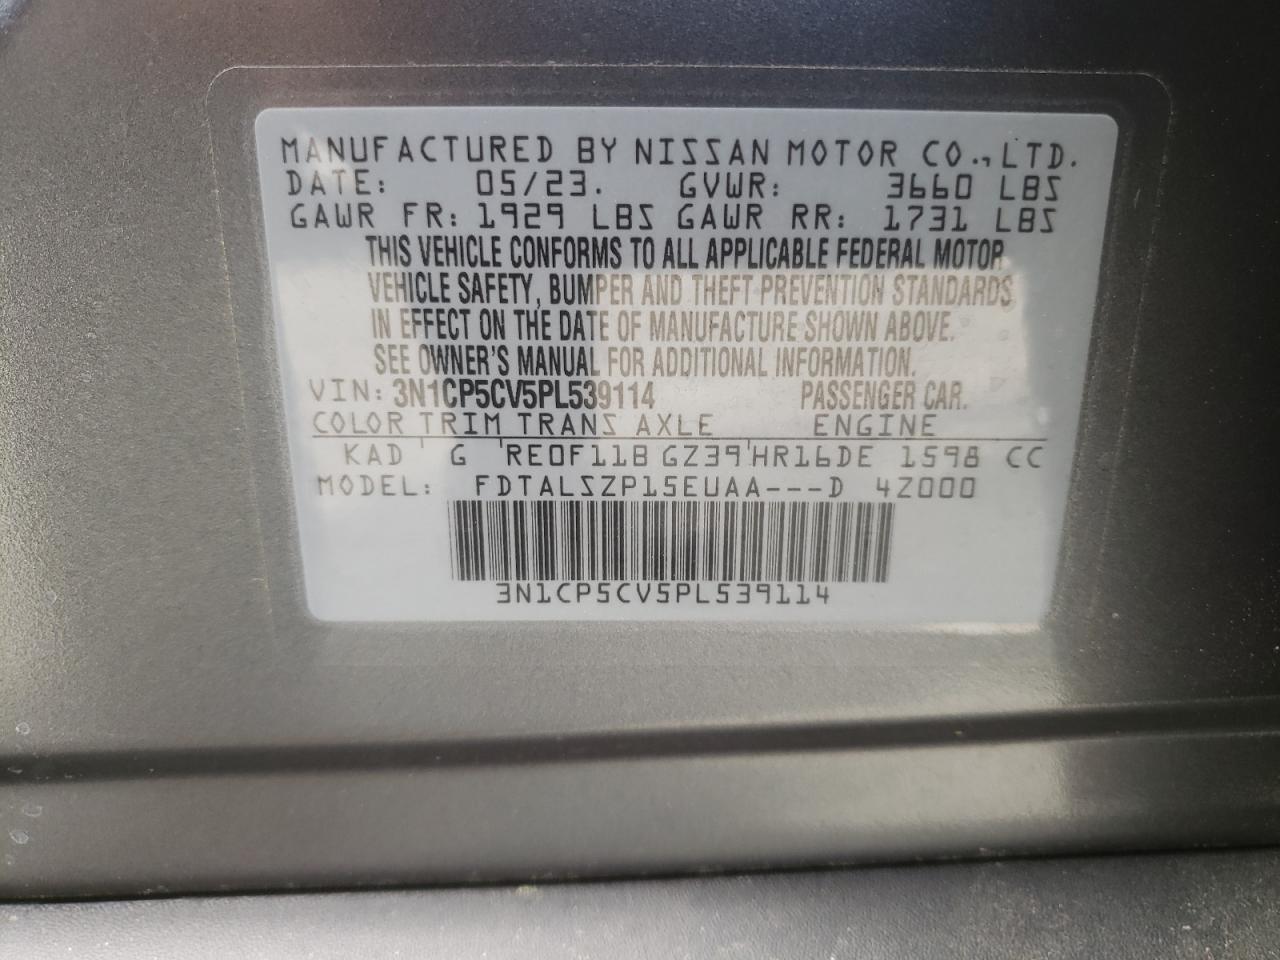 MANUFACTURED BY NISSAN MOTOR CO., LTD.
DATE: 05/23. GVWR: 3660 LBS
GAWR FR: 1929 LBS GAWR RR: 1731 LBS
THIS VEHICLE CONFORMS TO ALL APPLICABLE FEDERAL MOTOR
VEHICLE SAFETY, BUMPER AND THEFT PREVENTION STANDARDS
IN EFFECT ON THE DATE OF MANUFACTURE SHOWN ABOVE.
SEE OWNER'S MANUAL FOR ADDITIONAL INFORMATION.
VIN: 3N1CP5CV5PL539114 PASSENGER CAR.
COLOR TRIM TRANS AXLE ENGINE
KAD G RE0F11B GZ39 HR16DE 1598 CC
MODEL: FDTALSZP15EUAA---D 4Z000
3N1CP5CV5PL539114